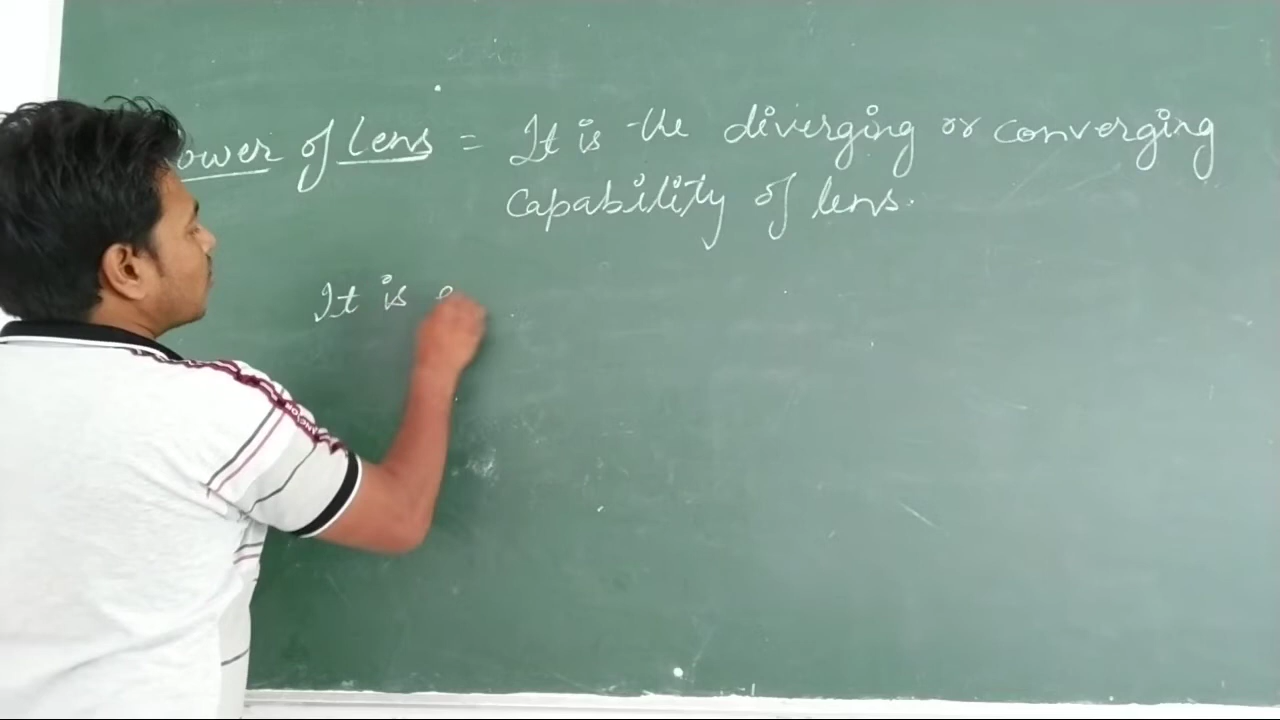 ower of lens = It is the diverging or converging
capability of lens.
It is